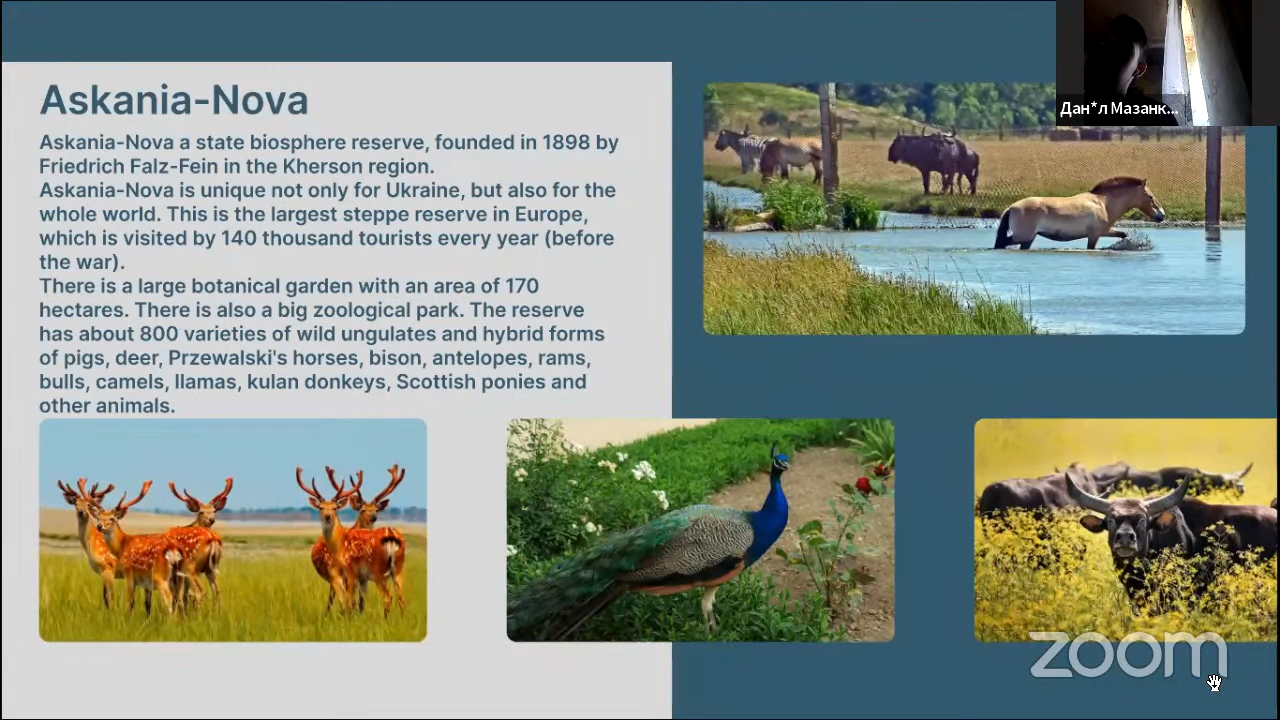 Askania-Nova
Askania-Nova a state biosphere reserve, founded in 1898 by
Friedrich Falz-Fein in the Kherson region.
Askania-Nova is unique not only for Ukraine, but also for the
whole world. This is the largest steppe reserve in Europe,
which is visited by 140 thousand tourists every year (before
the war).
There is a large botanical garden with an area of 170
hectares. There is also a big zoological park. The reserve
has about 800 varieties of wild ungulates and hybrid forms
of pigs, deer, Przewalski's horses, bison, antelopes, rams,
bulls, camels, llamas, kulan donkeys, Scottish ponies and
other animals.
Дан*л Мазанк...
zoom